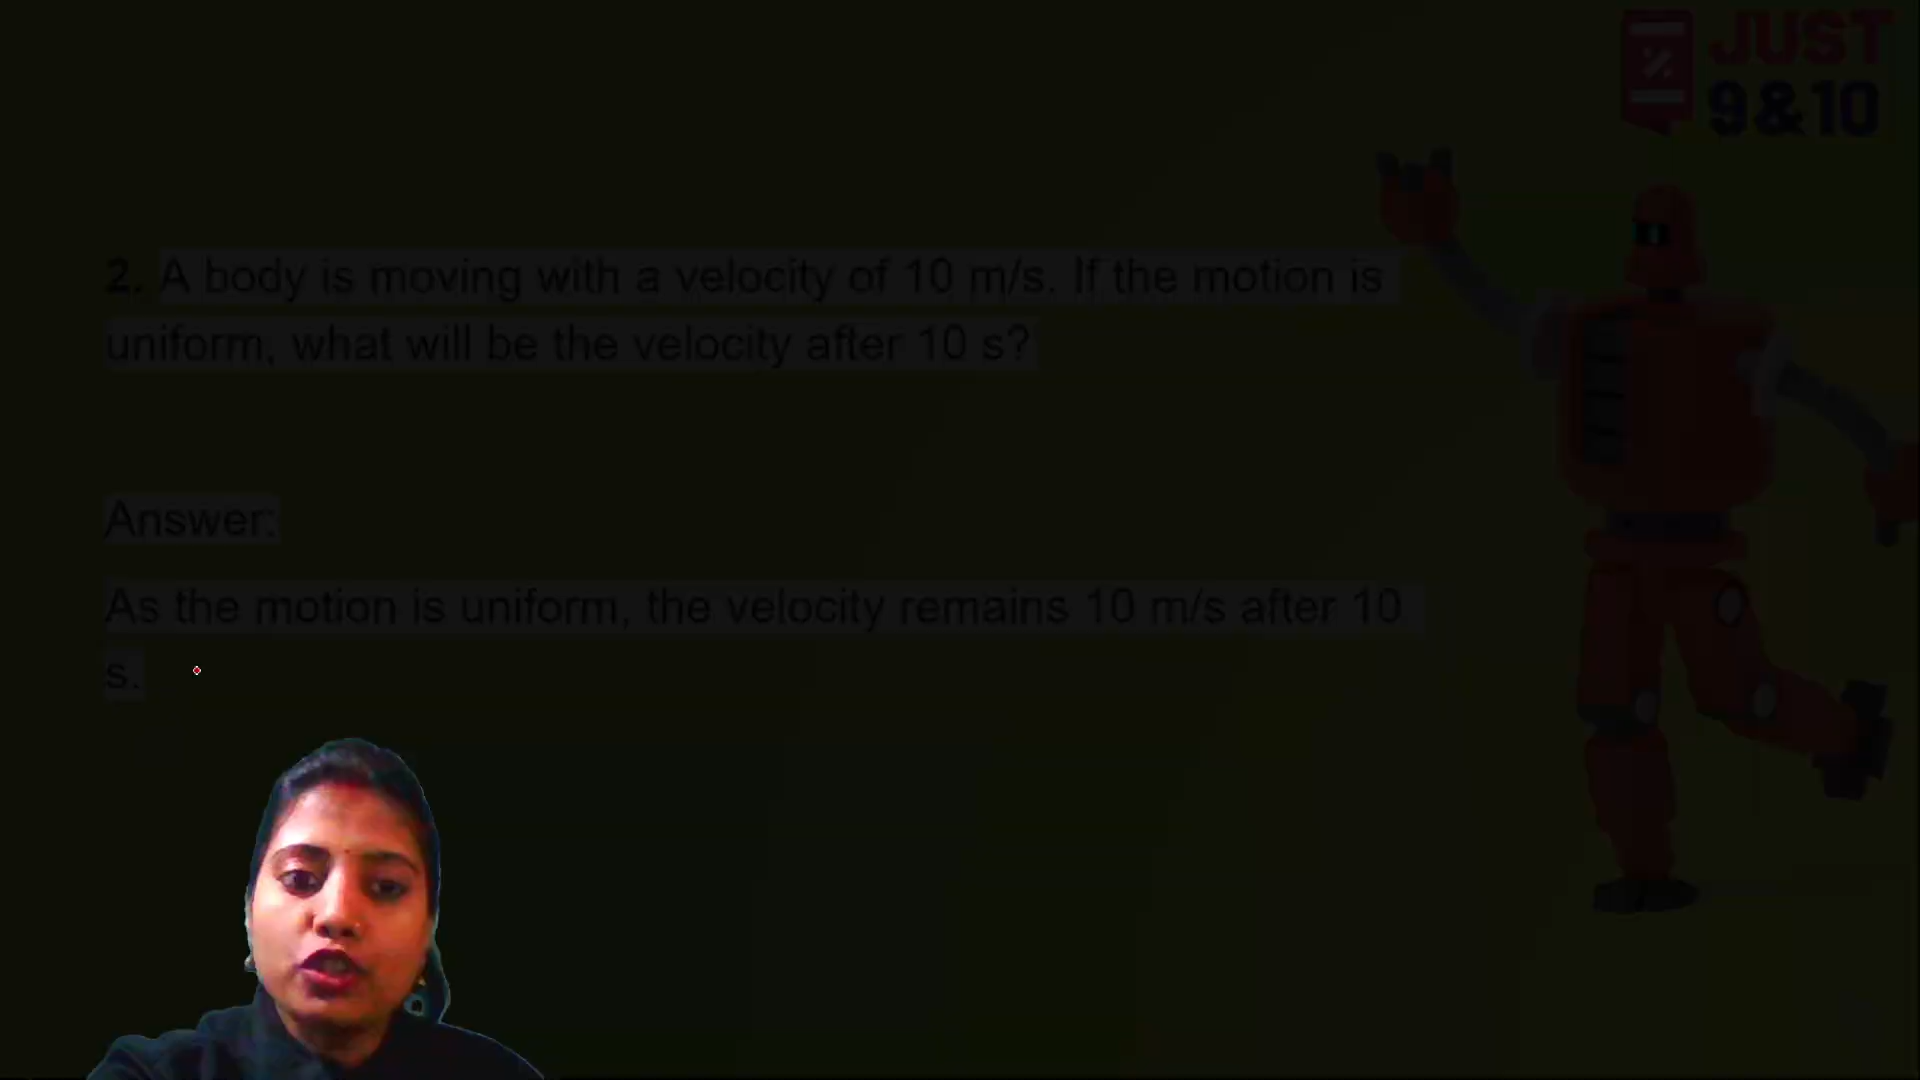 JUST
9&10
2. A body is moving with a velocity of 10 m/s. If the motion is
uniform, what will be the velocity after 10 s?
Answer:
As the motion is uniform, the velocity remains 10 m/s after 10
s.